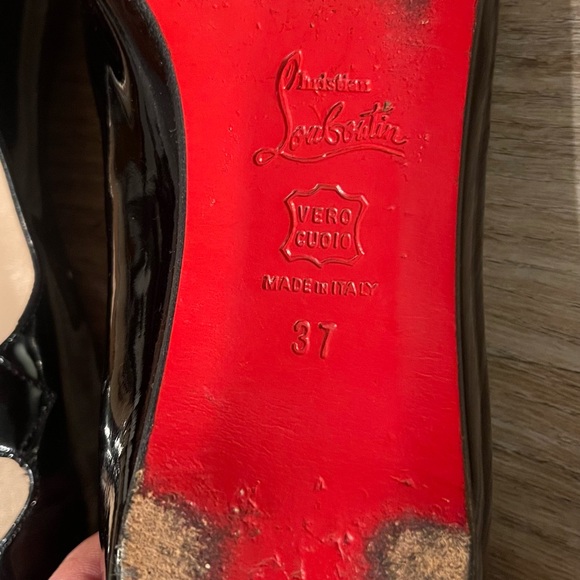 Christian
Louboutin
VERO
CUOIO
MADE IN ITALY
37